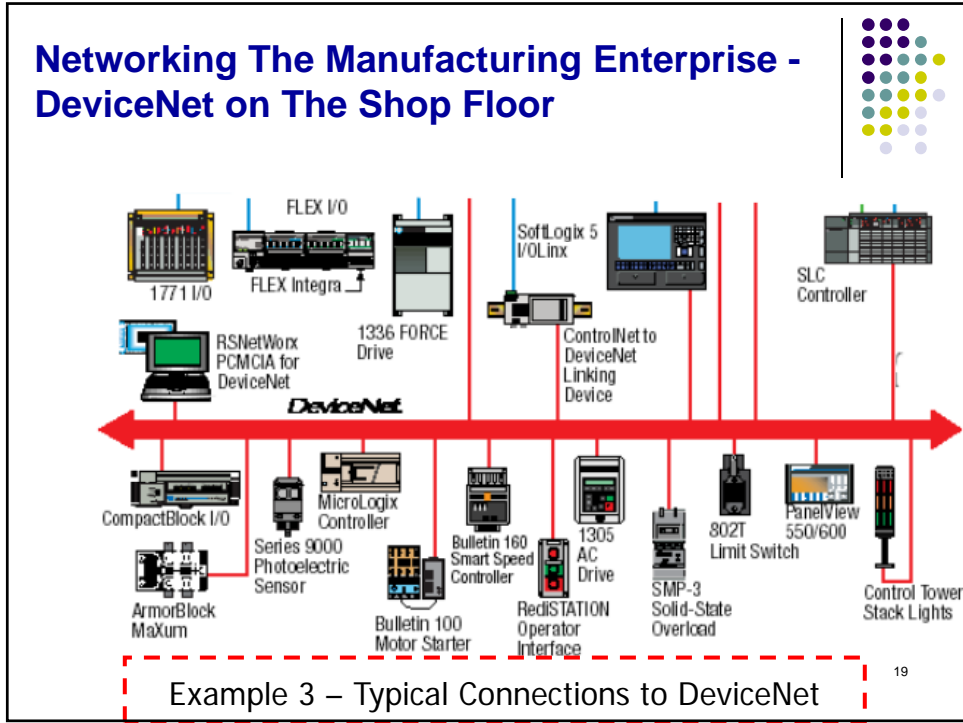 Networking The Manufacturing Enterprise -
DeviceNet on The Shop Floor
FLEX I/O
1771 I/O
FLEX Integra
1336 FORCE
Drive
SoftLogix 5
I/OLinx
SLC
Controller
RSNetWorx
PCMCIA for
DeviceNet
ControlNet to
DeviceNet
Linking
Device
DeviceNet
CompactBlock I/O
ArmorBlock
MaXum
Series 9000
Photoelectric
Sensor
MicroLogix
Controller
Bulletin 100
Motor Starter
Bulletin 160
Smart Speed
Controller
RediSTATION
Operator
Interface
1305
AC
Drive
SMP-3
Solid-State
Overload
802T
Limit Switch
PanelView
550/600
Control Tower
Stack Lights
Example 3 – Typical Connections to DeviceNet
19